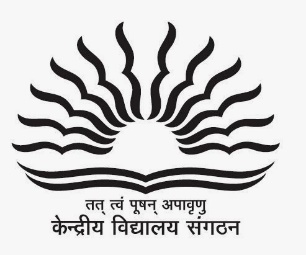 तत् त्वं पूषन् अपावृणु
केन्द्रीय विद्यालय संगठन